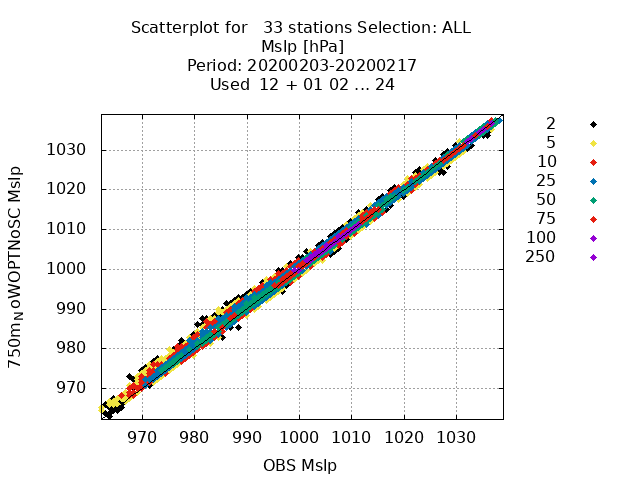 Scatterplot for   33 stations Selection: ALL
Mslp [hPa]
Period: 20200203-20200217
Used  12 + 01 02 ... 24
2
5
10
25
50
75
100
250
1030
1020
1010
1000
990
980
970
750m_NoWOPTNoSC Mslp
970 980 990 1000 1010 1020 1030
OBS Mslp